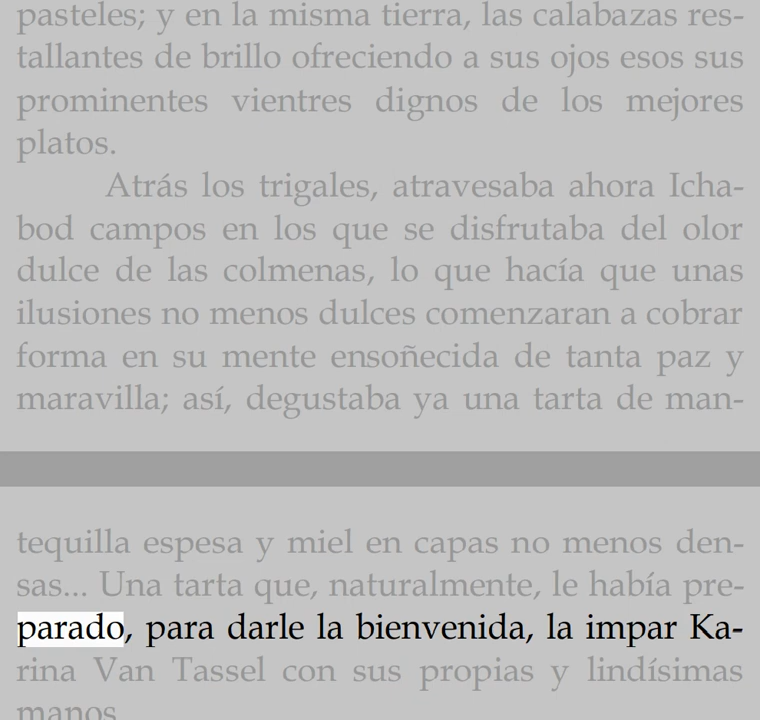 pasteles; y en la misma tierra, las calabazas res-
tallantes de brillo ofreciendo a sus ojos esos sus
prominentes vientres dignos de los mejores
platos.
Atrás los trigales, atravesaba ahora Icha-
bod campos en los que se disfrutaba del olor
dulce de las colmenas, lo que hacía que unas
ilusiones no menos dulces comenzaran a cobrar
forma en su mente ensoñecida de tanta paz y
maravilla; así, degustaba ya una tarta de man-
tequilla espesa y miel en capas no menos den-
sas... Una tarta que, naturalmente, le había pre-
parado, para darle la bienvenida, la impar Ka-
rina Van Tassel con sus propias y lindísimas
manos